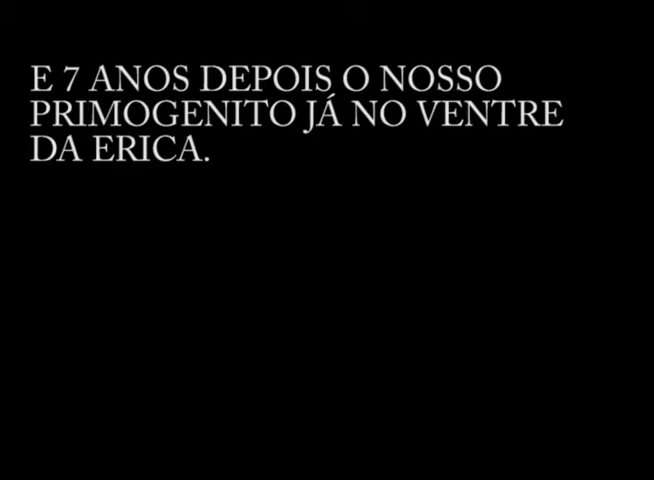 E 7 ANOS DEPOIS O NOSSO
PRIMOGENITO JÁ NO VENTRE
DA ERICA.